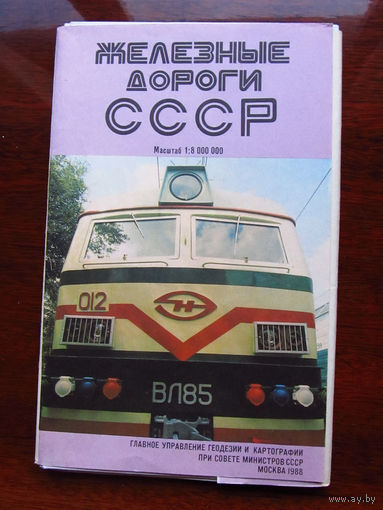 ЖЕЛЕЗНЫЕ
ДОРОГИ
СССР
Масштаб 1:8 000 000
012
ВЛ85
ГЛАВНОЕ УПРАВЛЕНИЕ ГЕОДЕЗИИ И КАРТОГРАФИИ
ПРИ СОВЕТЕ МИНИСТРОВ СССР
МОСКВА 1988
www.ay.by